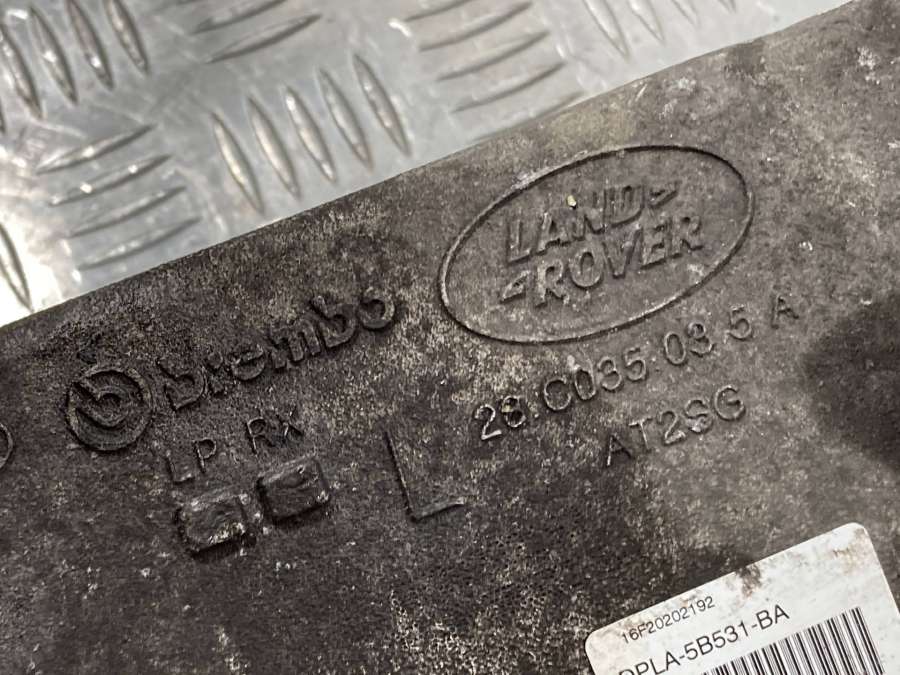 LAND
ROVER
brembo
28.C035.03.5 A
LP RX
L
AT2SG
16F20202192
DPLA-5B531-BA